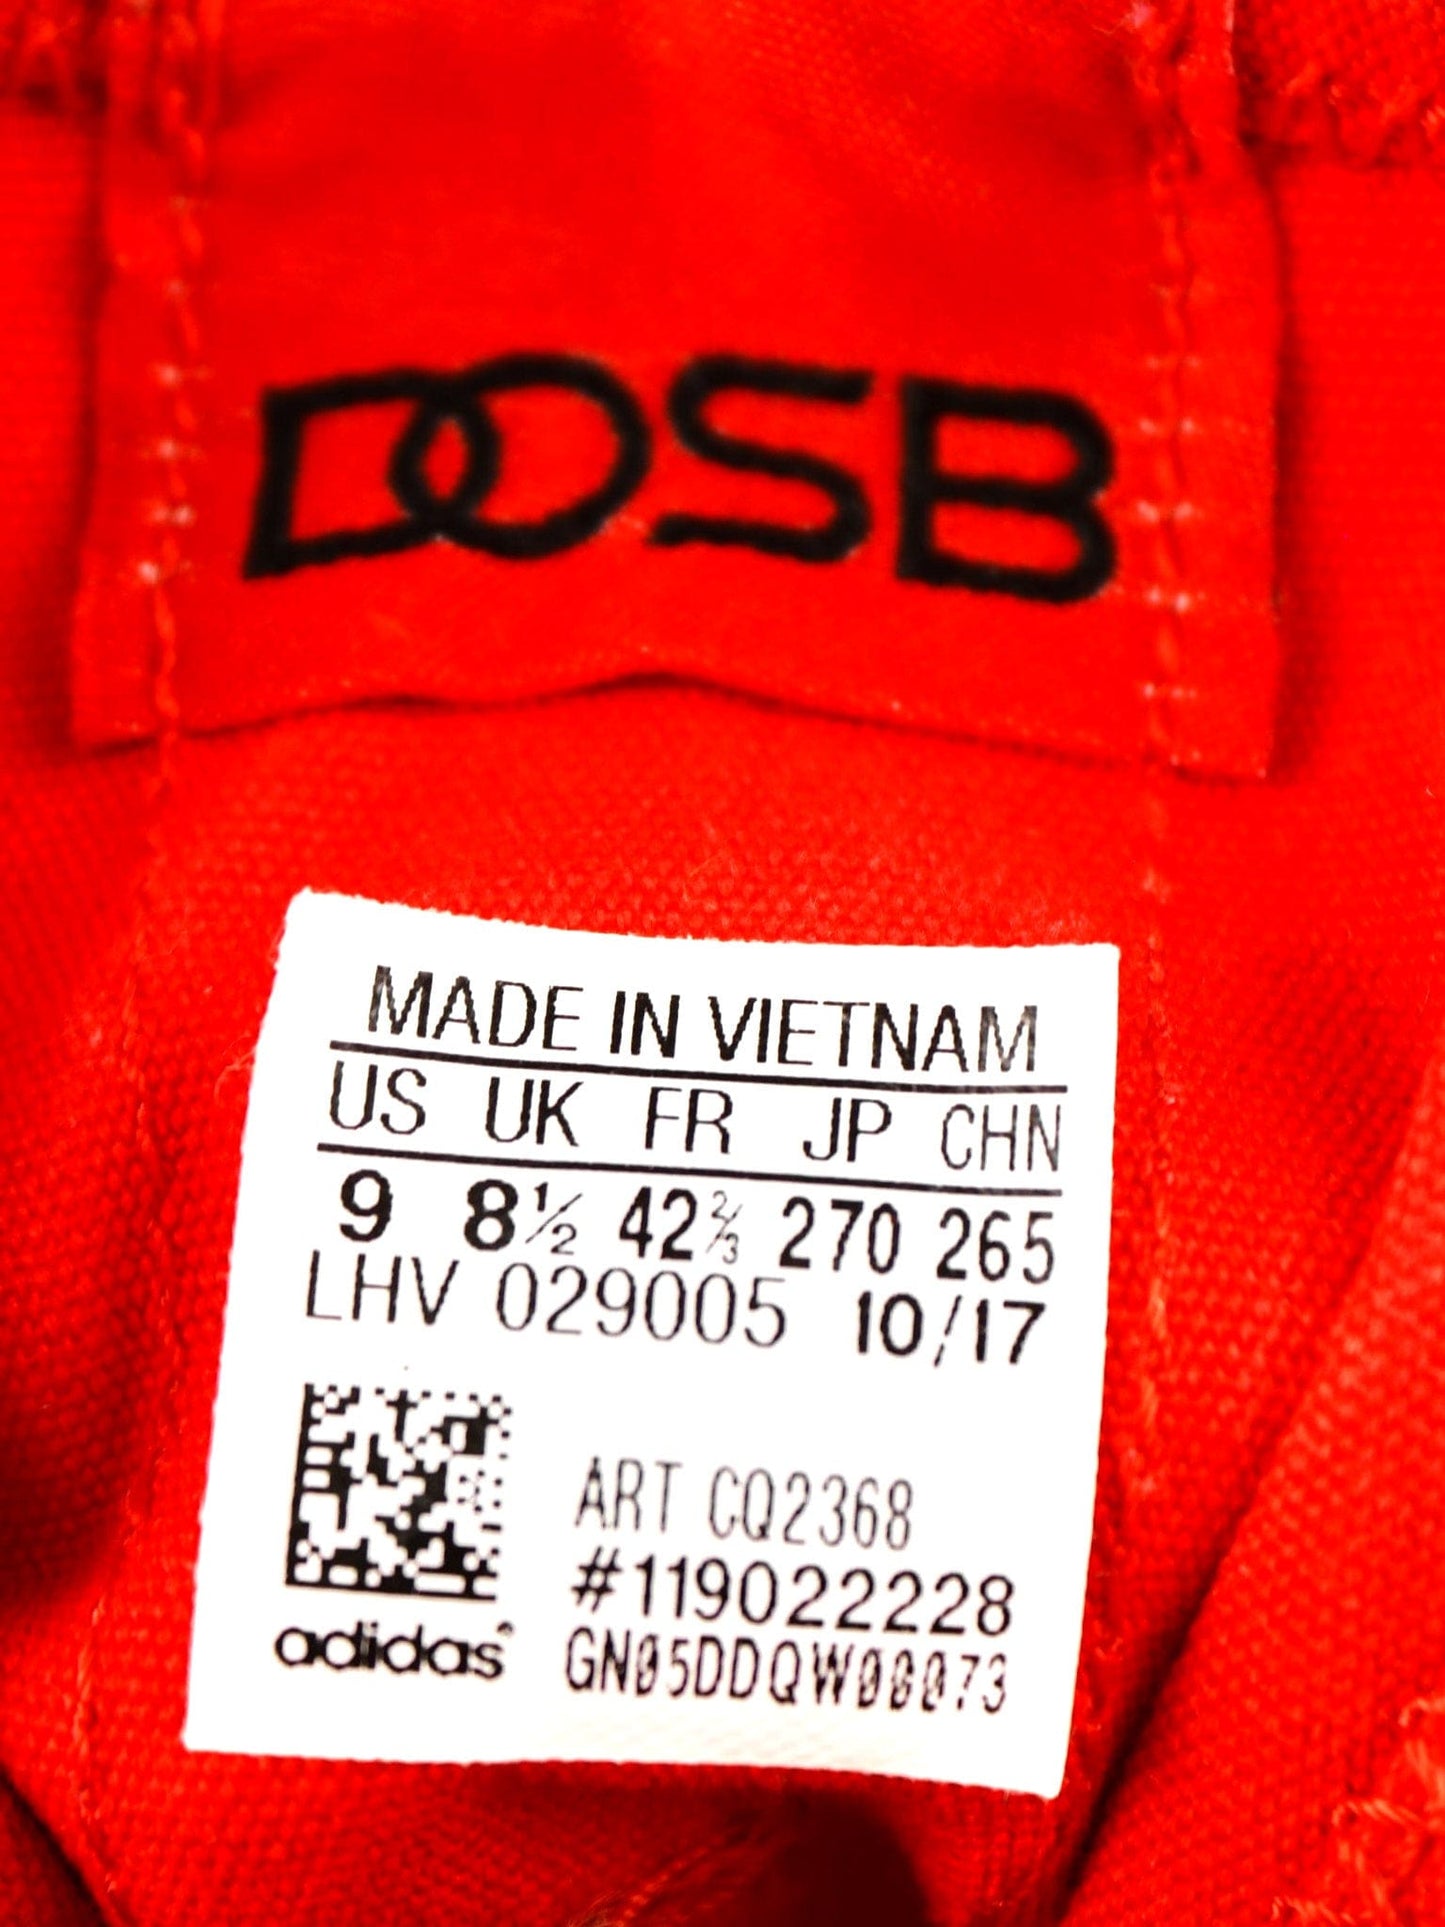 DOSB
MADE IN VIETNAM
US UK FR JP CHN
9 8½ 42⅔ 270 265
LHV 029005 10/17
ART CQ2368
#119022228
adidas®
GN05DDQW00073